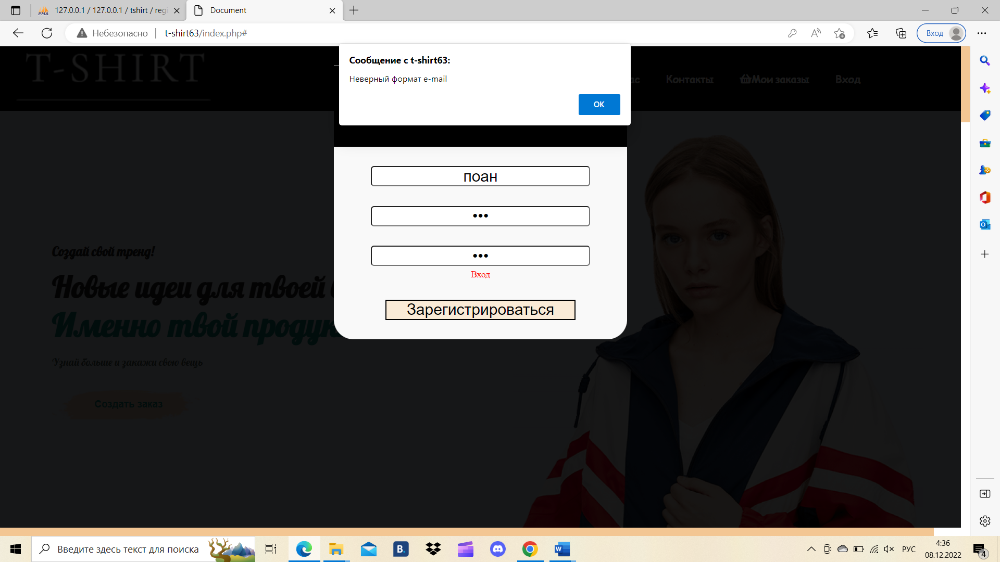 127.0.0.1 / 127.0.0.1 / tshirt / reg
Document
Небезопасно
t-shirt63/index.php#
Вход
T-SHIRT
Сообщение с t-shirt63:
Неверный формат e-mail
OK
Контакты
Мои заказы
Вход
поан
•••
•••
Вход
Зарегистрироваться
Создай свой тренд!
Новые идеи для твоей
Именно твой продук
Узнай больше и закажи свою вещь
Создать заказ
Введите здесь текст для поиска
РУС
4:36
08.12.2022
4